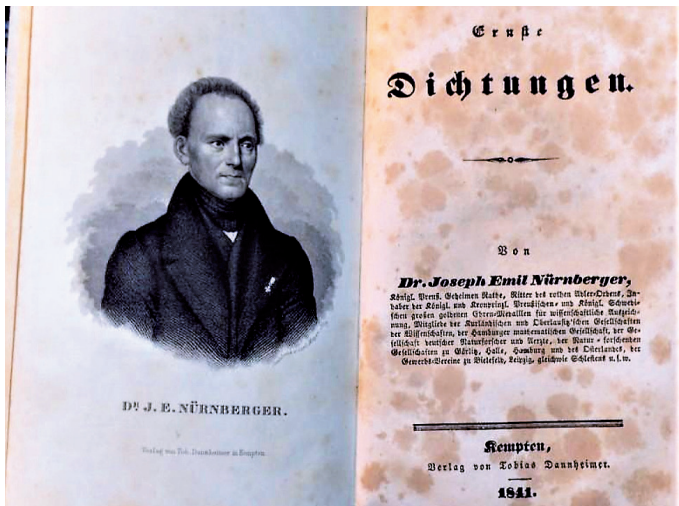 Dr. J. E. NÜRNBERGER.
Verlag von Tob. Dannheimer in Kempten.
Ernste
Dichtungen.
Von
Dr. Joseph Emil Nürnberger,
Königl. Preuß. Geheimen Rathe, Ritter des rothen Adler-Ordens, In-
haber der Königl. und Kronprinzl. Preußischen- und Königl. Schwedi-
schen großen goldenen Ehren-Medaillen für wissenschaftliche Auszeich-
nung, Mitgliede der Kurländischen und Oberlausitz'schen Gesellschaften
der Wissenschaften, der Hamburger mathematischen Gesellschaft, der Ge-
sellschaft deutscher Naturforscher und Aerzte, der Natur-forschenden
Gesellschaften zu Görlitz, Halle, Hamburg und des Osterlandes, der
Gewerbs-Vereine zu Bielefeld, Leipzig, gleichwie Schlesiens u. s. w.
Kempten,
Verlag von Tobias Dannheimer.
1841.